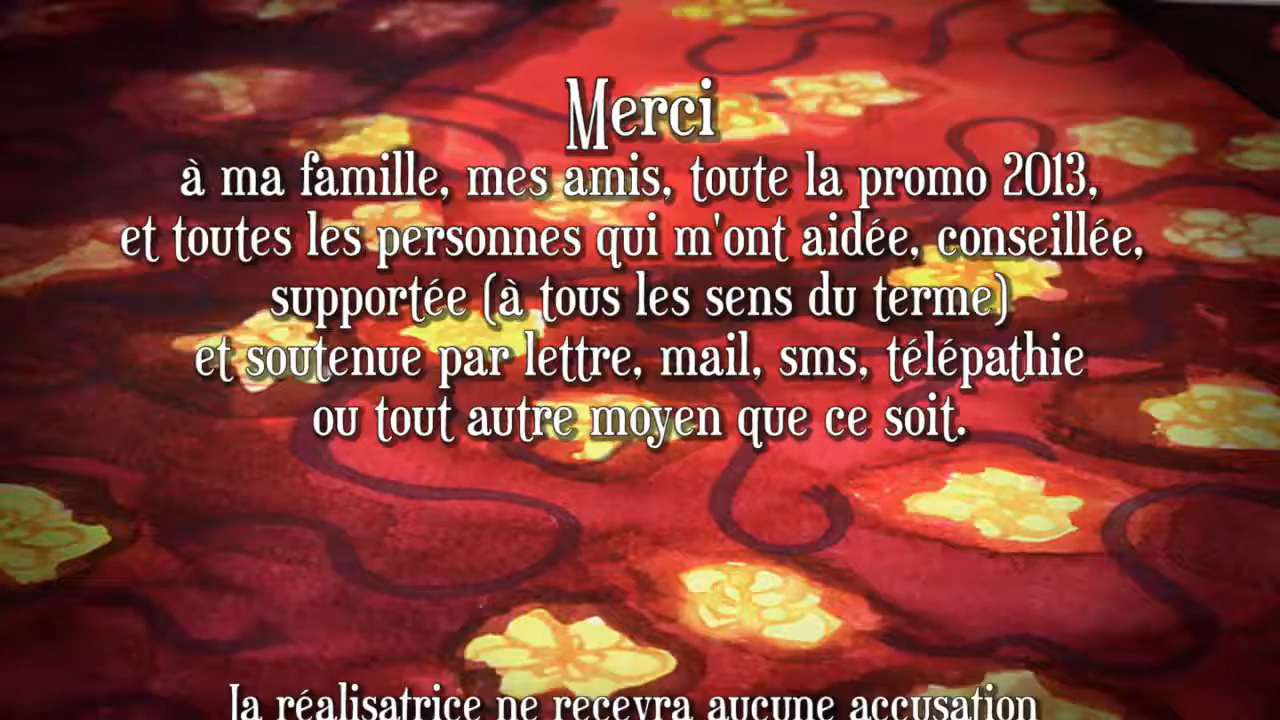 Merci
à ma famille, mes amis, toute la promo 2013,
et toutes les personnes qui m'ont aidée, conseillée,
supportée (à tous les sens du terme)
et soutenue par lettre, mail, sms, télépathie
ou tout autre moyen que ce soit.
la réalisatrice ne recevra aucune accusation